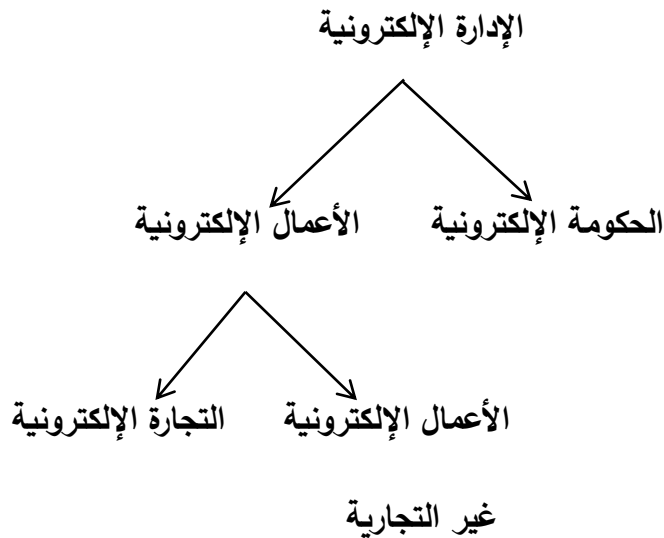 الإدارة الإلكترونية
الحكومة الإلكترونية
الأعمال الإلكترونية
الأعمال الإلكترونية
التجارة الإلكترونية
غير التجارية